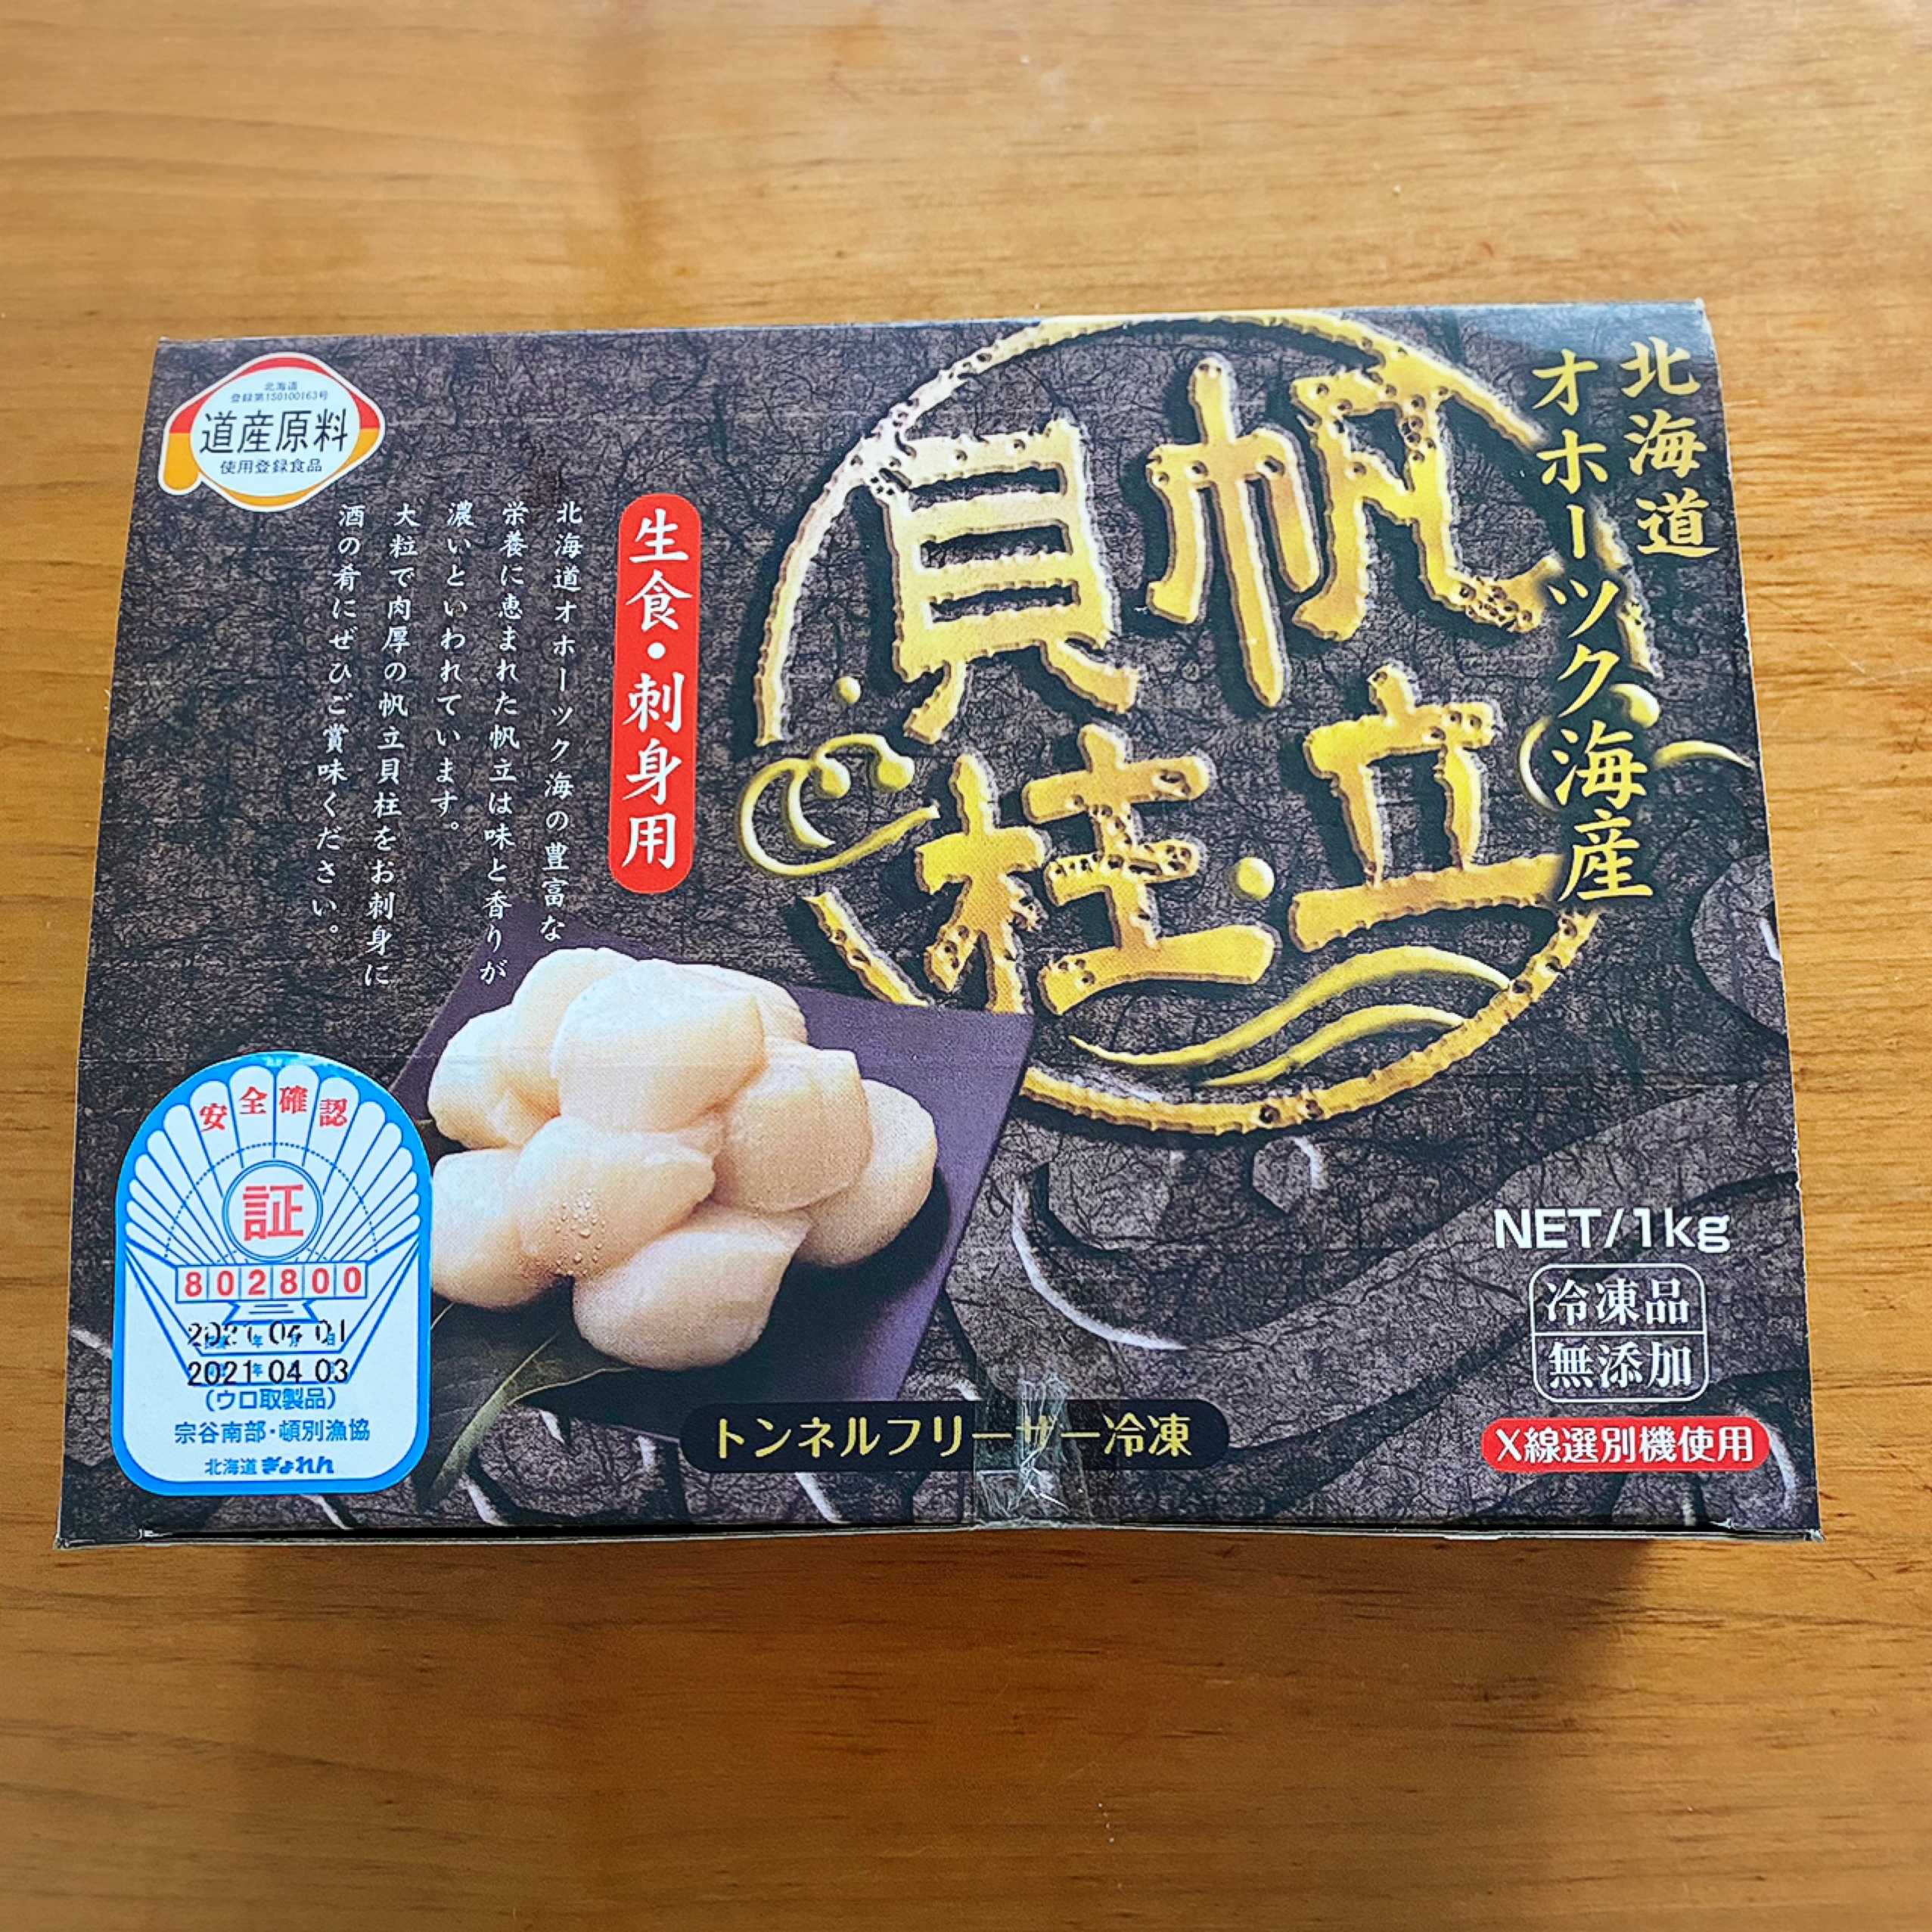 北海道
オホーツク海産
帆立
貝柱
生食・刺身用
北海道オホーツク海の豊富な
栄養に恵まれた帆立は味と香りが
濃いといわれています。
大粒で肉厚の帆立貝柱をお刺身に
酒の肴にぜひご賞味ください。
北海道
登録第150100163号
道産原料
使用登録食品
安全確認
証
802800
2021 04 01
2021 04 03
(ウロ取製品)
宗谷南部・頓別漁協
北海道ぎょれん
トンネルフリーザー冷凍
NET/1kg
冷凍品
無添加
X線選別機使用